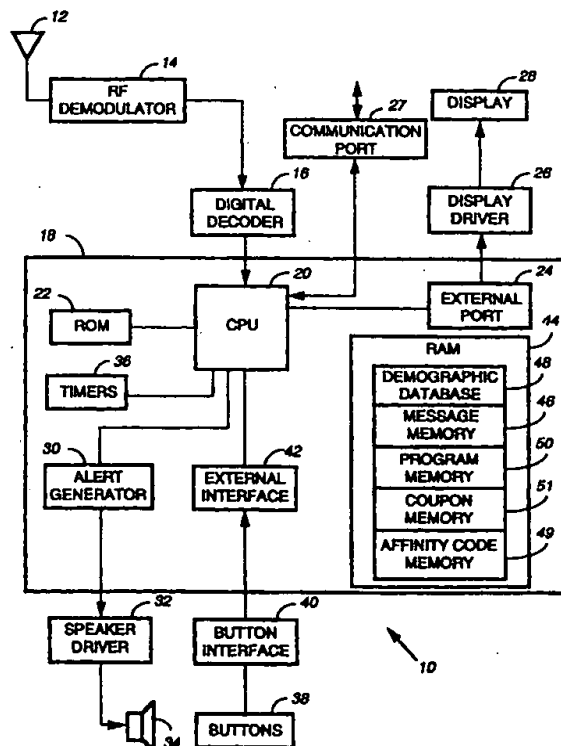 12
14
RF
DEMODULATOR
28
DISPLAY
27
COMMUNICATION
PORT
16
DIGITAL
DECODER
26
DISPLAY
DRIVER
18
20
CPU
24
EXTERNAL
PORT
22
ROM
44
RAM
36
TIMERS
48
DEMOGRAPHIC
DATABASE
46
MESSAGE
MEMORY
50
PROGRAM
MEMORY
51
COUPON
MEMORY
49
AFFINITY CODE
MEMORY
30
ALERT
GENERATOR
42
EXTERNAL
INTERFACE
32
SPEAKER
DRIVER
40
BUTTON
INTERFACE
10
34
38
BUTTONS